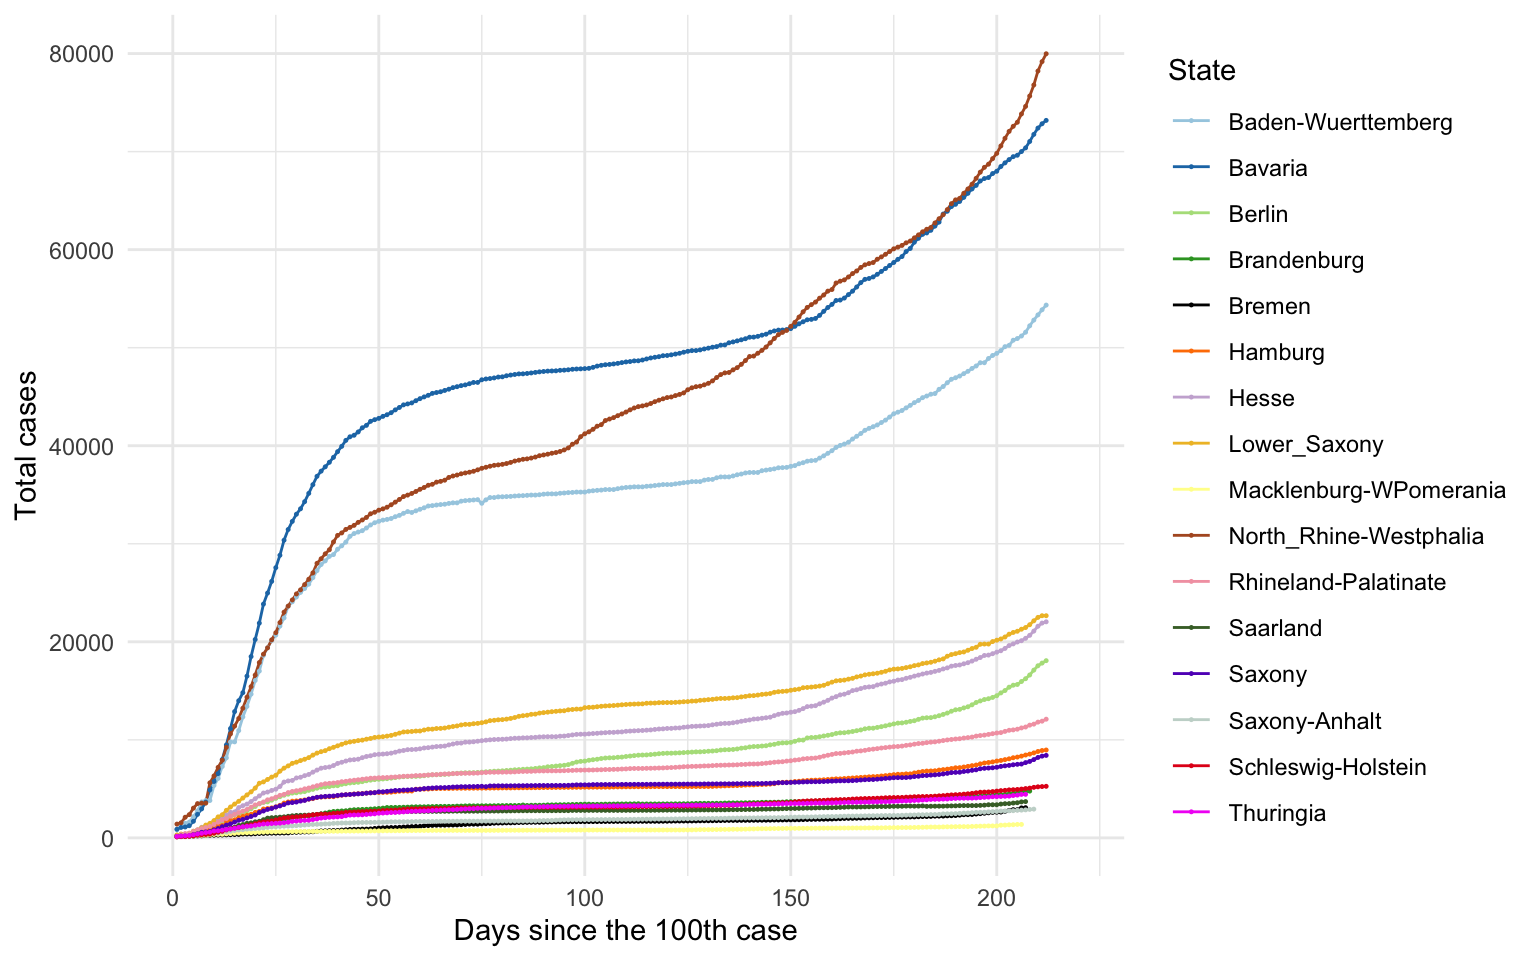 80000
60000
40000
20000
0
Total cases
0 50 100 150 200
Days since the 100th case
State
Baden-Wuerttemberg
Bavaria
Berlin
Brandenburg
Bremen
Hamburg
Hesse
Lower_Saxony
Macklenburg-WPomerania
North_Rhine-Westphalia
Rhineland-Palatinate
Saarland
Saxony
Saxony-Anhalt
Schleswig-Holstein
Thuringia